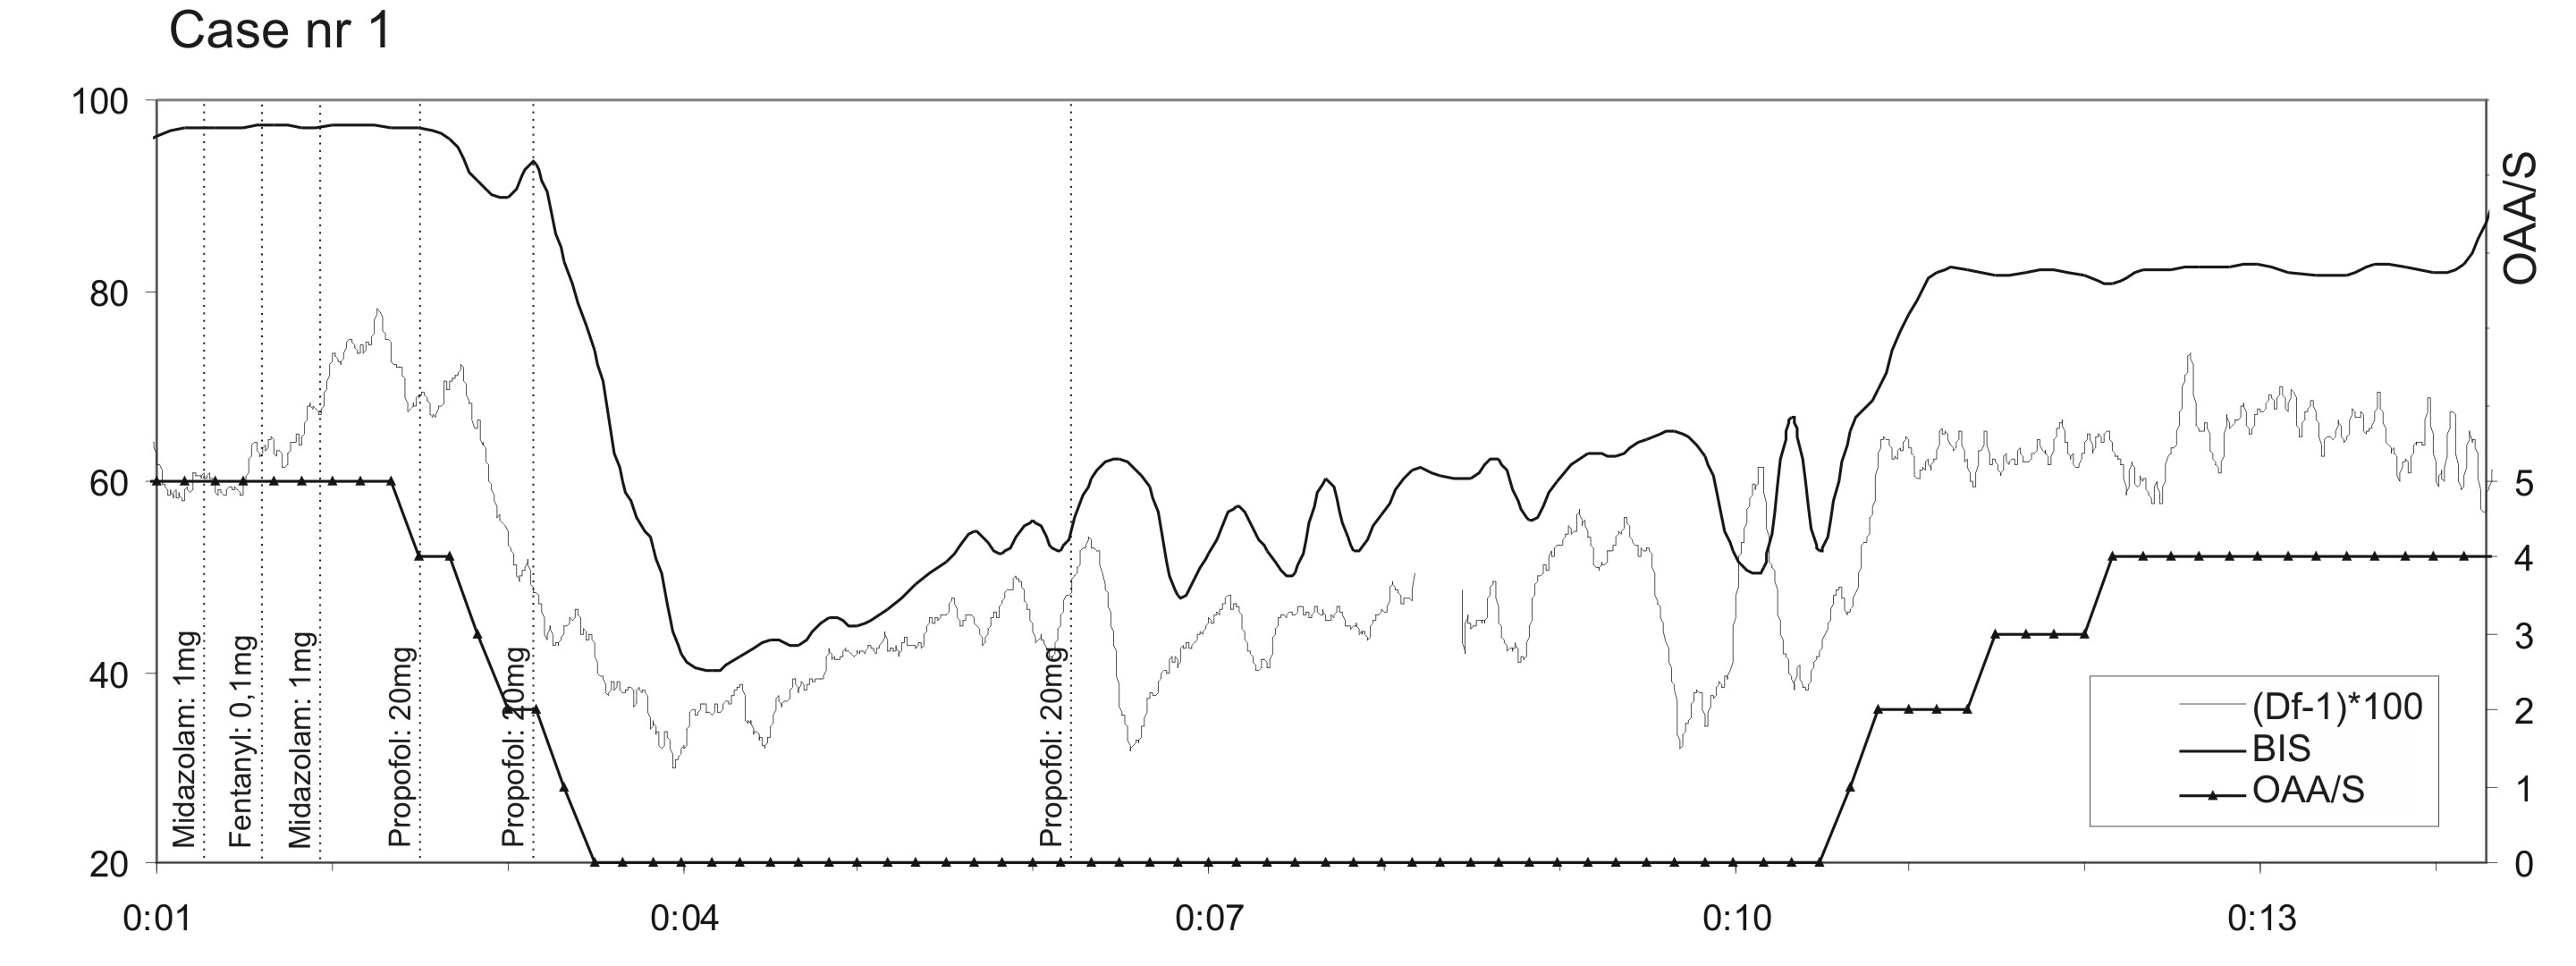 Case nr 1
100
80
60
40
20
OAA/S
5
4
3
2
1
0
Midazolam: 1mg
Fentanyl: 0,1mg
Midazolam: 1mg
Propofol: 20mg
Propofol: 20mg
Propofol: 20mg
(Df-1)*100
BIS
OAA/S
0:01 0:04 0:07 0:10 0:13